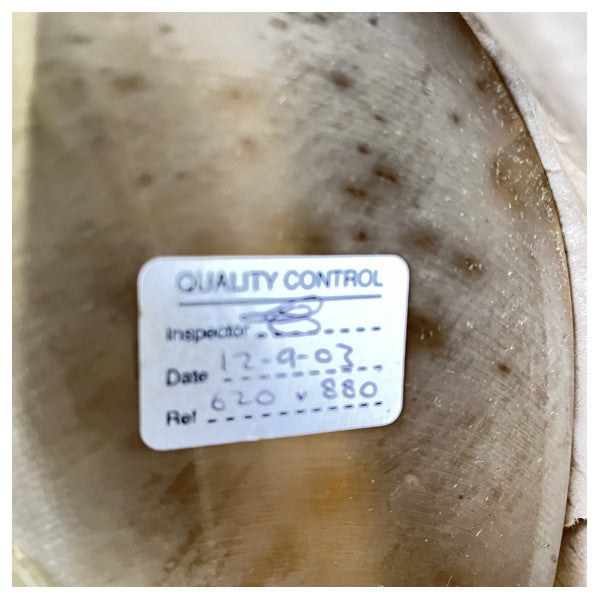 QUALITY CONTROL
Inspector
Date 12-9-03
Ref 620 x 880